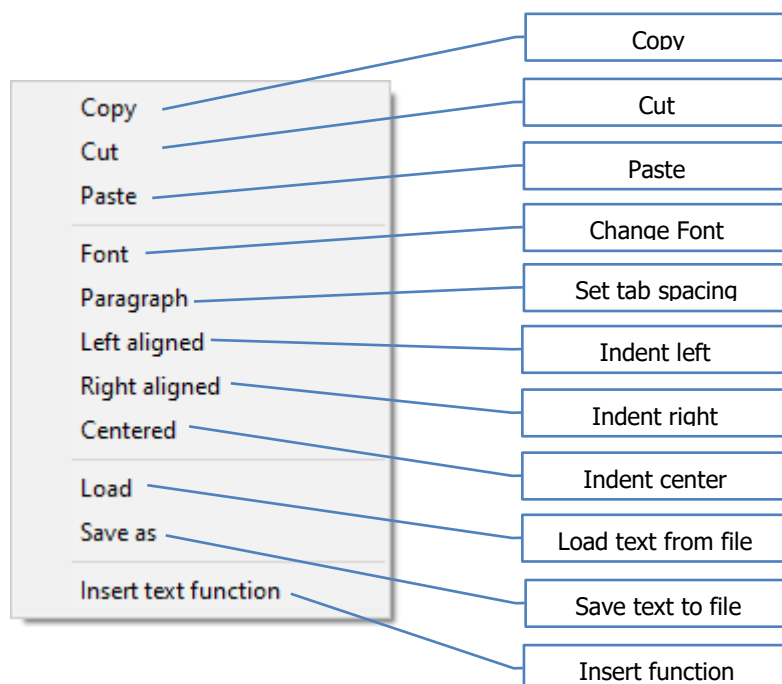 Copy
Cut
Paste
Font
Paragraph
Left aligned
Right aligned
Centered
Load
Save as
Insert text function
Copy
Cut
Paste
Change Font
Set tab spacing
Indent left
Indent right
Indent center
Load text from file
Save text to file
Insert function